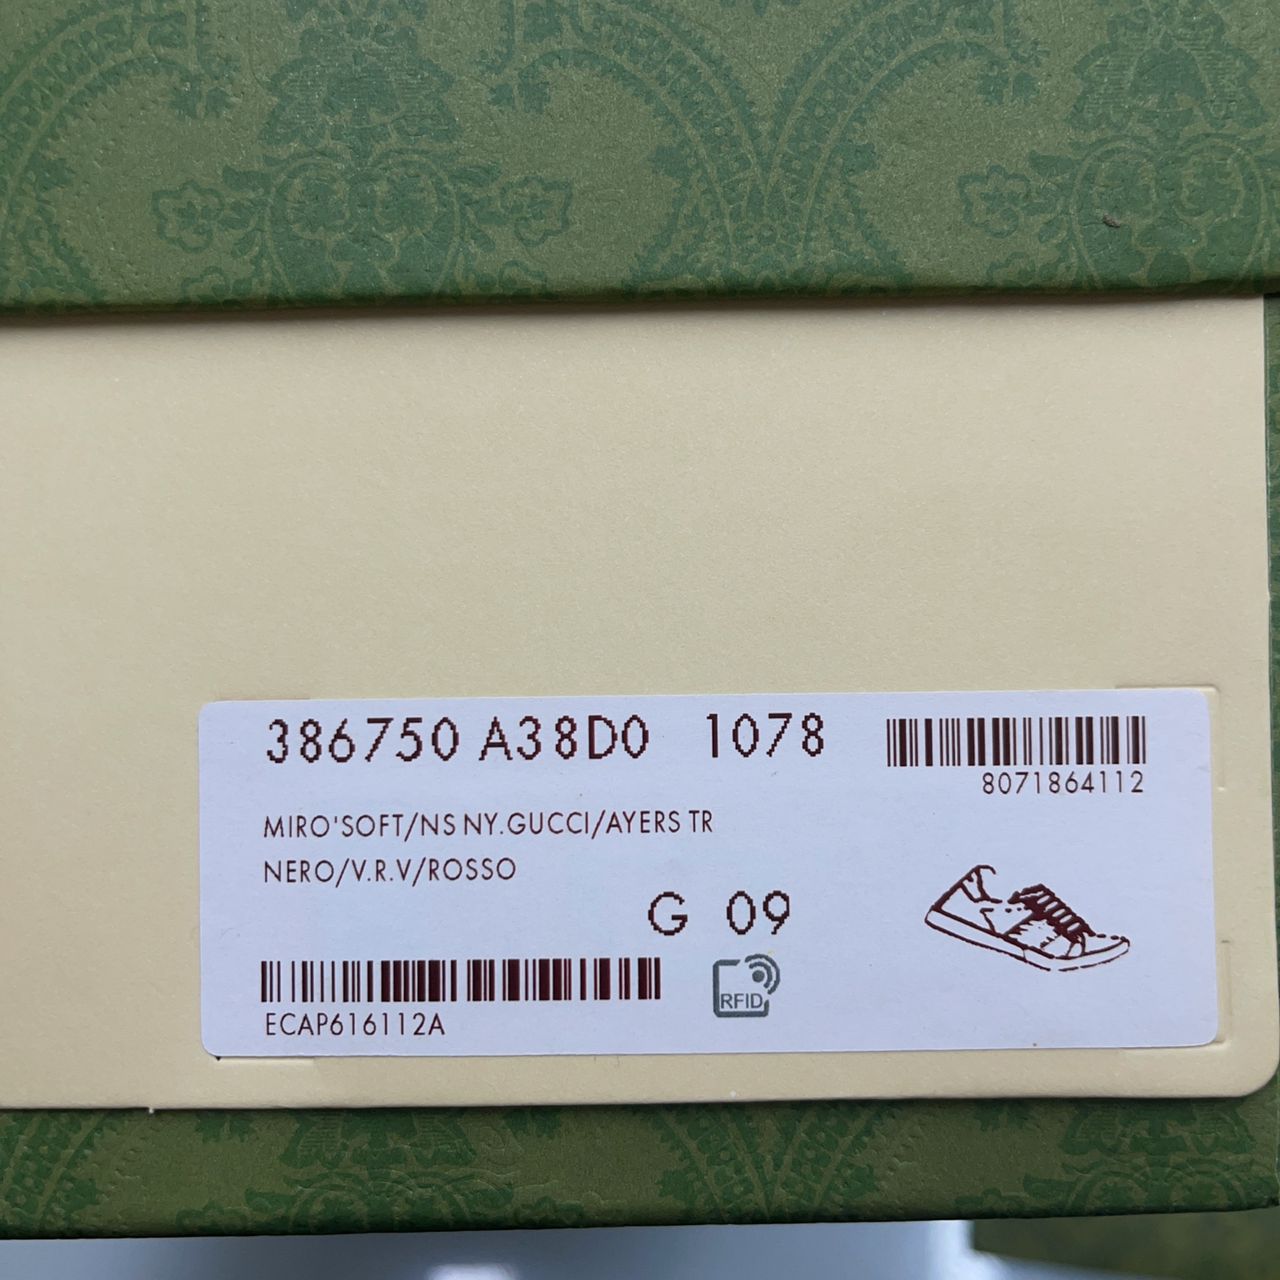 386750 A38D0 1078
8071864112
MIRO'SOFT/NS NY.GUCCI/AYERS TR
NERO/V.R.V/ROSSO
G 09
ECAP616112A
RFID